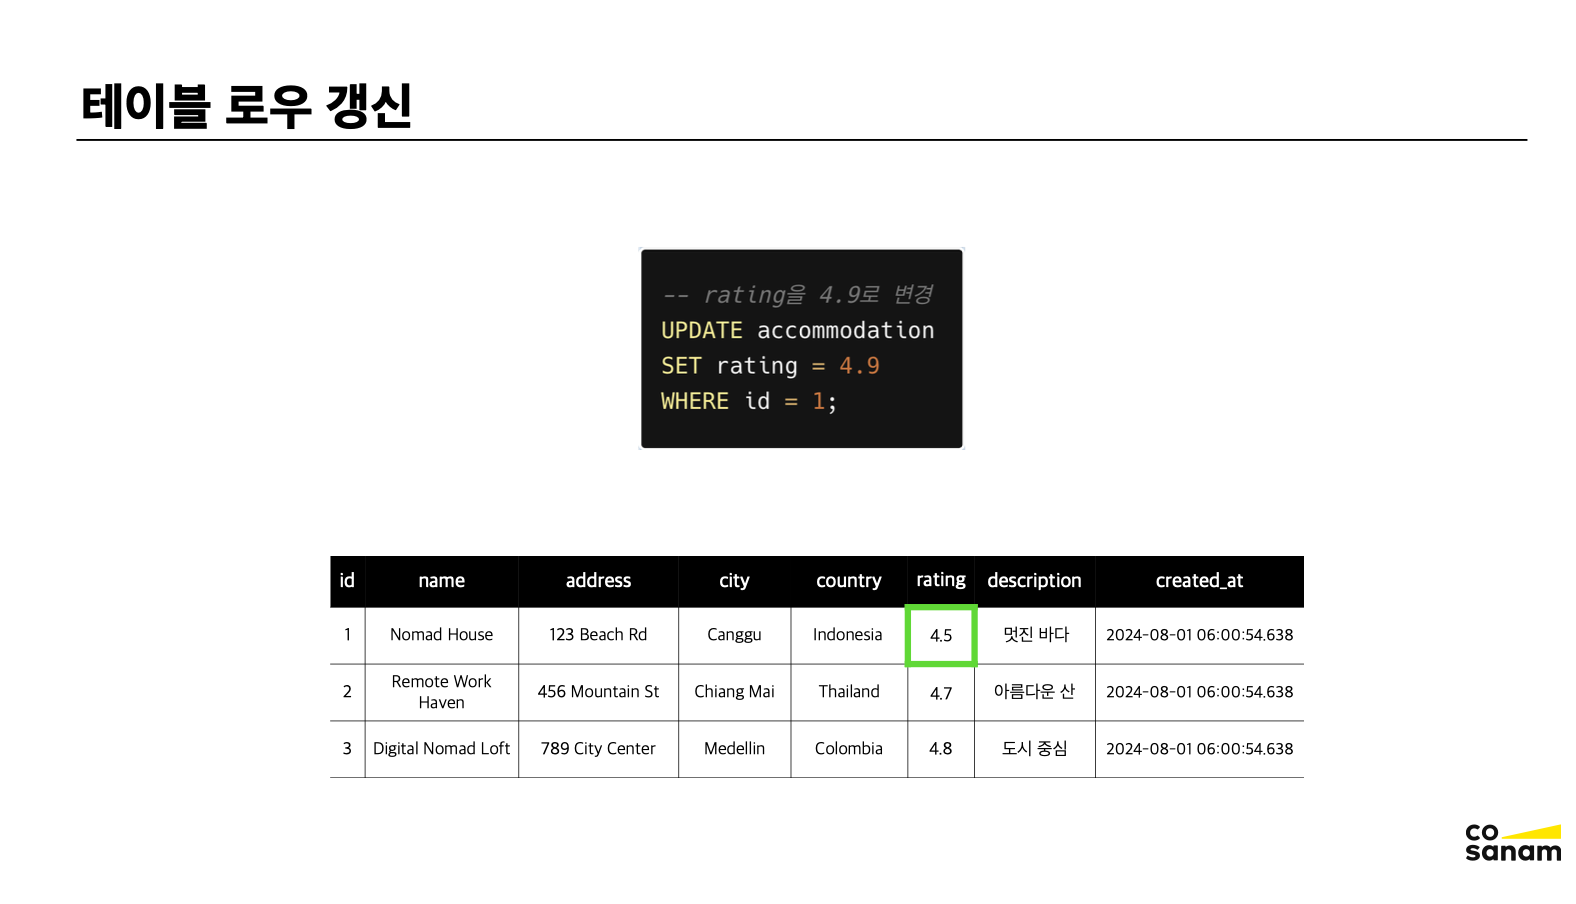 테이블 로우 갱신
-- rating을 4.9로 변경
UPDATE accommodation
SET rating = 4.9
WHERE id = 1;
id name address city country rating description created_at
1 Nomad House 123 Beach Rd Canggu Indonesia 4.5 멋진 바다 2024-08-01 06:00:54.638
2 Remote Work Haven 456 Mountain St Chiang Mai Thailand 4.7 아름다운 산 2024-08-01 06:00:54.638
3 Digital Nomad Loft 789 City Center Medellin Colombia 4.8 도시 중심 2024-08-01 06:00:54.638
co
sanam